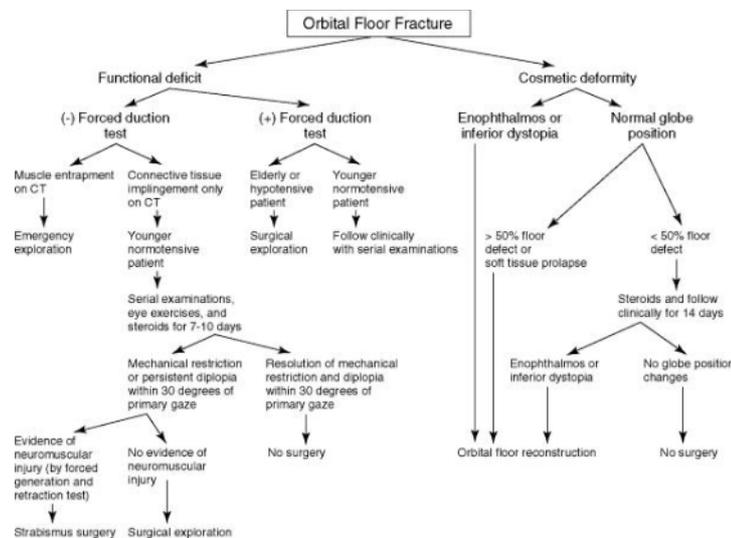 Orbital Floor Fracture
Functional deficit
Cosmetic deformity
(-) Forced duction
test
(+) Forced duction
test
Enophthalmos or
inferior dystopia
Normal globe
position
Muscle entrapment
on CT
Connective tissue
implingement only
on CT
Elderly or
hypotensive
patient
Younger
normotensive
patient
Emergency
exploration
Younger
normotensive
patient
Surgical
exploration
Follow clinically
with serial examinations
> 50% floor
defect or
soft tissue prolapse
< 50% floor
defect
Serial examinations,
eye exercises, and
steroids for 7-10 days
Steroids and follow
clinically for 14 days
Mechanical restriction
or persistent diplopia
within 30 degrees of
primary gaze
Resolution of mechanical
restriction and diplopia
within 30 degrees of
primary gaze
Enophthalmos or
inferior dystopia
No globe position
changes
Evidence of
neuromuscular
injury (by forced
generation and
retraction test)
No evidence of
neuromuscular
injury
No surgery
Orbital floor reconstruction
No surgery
Strabismus surgery
Surgical exploration